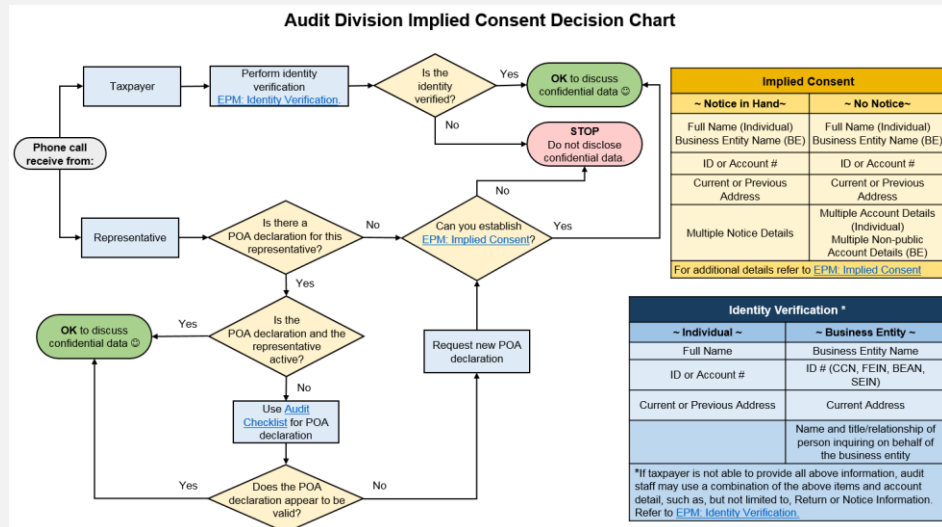 Audit Division Implied Consent Decision Chart
Phone call
receive from:
Taxpayer
Perform identity
verification
EPM: Identity Verification.
Is the
identity
verified?
Yes
OK to discuss
confidential data ☺
No
STOP
Do not disclose
confidential data.
Representative
Is there a
POA declaration for this
representative?
No
Can you establish
EPM: Implied Consent?
No
Yes
Yes
Is the
POA declaration and the
representative
active?
Yes
OK to discuss
confidential data ☺
No
Use Audit
Checklist for POA
declaration
Does the POA
declaration appear to be
valid?
Yes
No
Request new POA
declaration
Implied Consent
~ Notice in Hand~
~ No Notice~
Full Name (Individual)
Business Entity Name (BE)
Full Name (Individual)
Business Entity Name (BE)
ID or Account #
ID or Account #
Current or Previous
Address
Current or Previous
Address
Multiple Notice Details
Multiple Account Details
(Individual)
Multiple Non-public
Account Details (BE)
For additional details refer to EPM: Implied Consent
Identity Verification *
~ Individual ~
~ Business Entity ~
Full Name
Business Entity Name
ID or Account #
ID # (CCN, FEIN, BEAN,
SEIN)
Current or Previous Address
Current Address
Name and title/relationship of
person inquiring on behalf of
the business entity
*If taxpayer is not able to provide all above information, audit
staff may use a combination of the above items and account
detail, such as, but not limited to, Return or Notice Information.
Refer to EPM: Identity Verification.